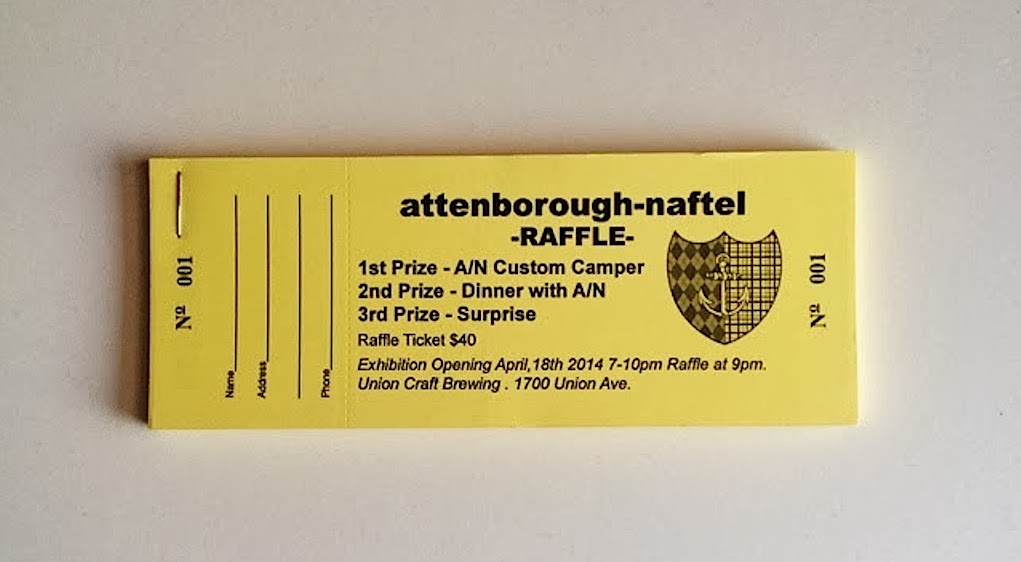 Nº 001
Name
Address
Phone
attenborough-naftel
-RAFFLE-
1st Prize - A/N Custom Camper
2nd Prize - Dinner with A/N
3rd Prize - Surprise
Raffle Ticket $40
Exhibition Opening April,18th 2014 7-10pm Raffle at 9pm.
Union Craft Brewing . 1700 Union Ave.
Nº 001